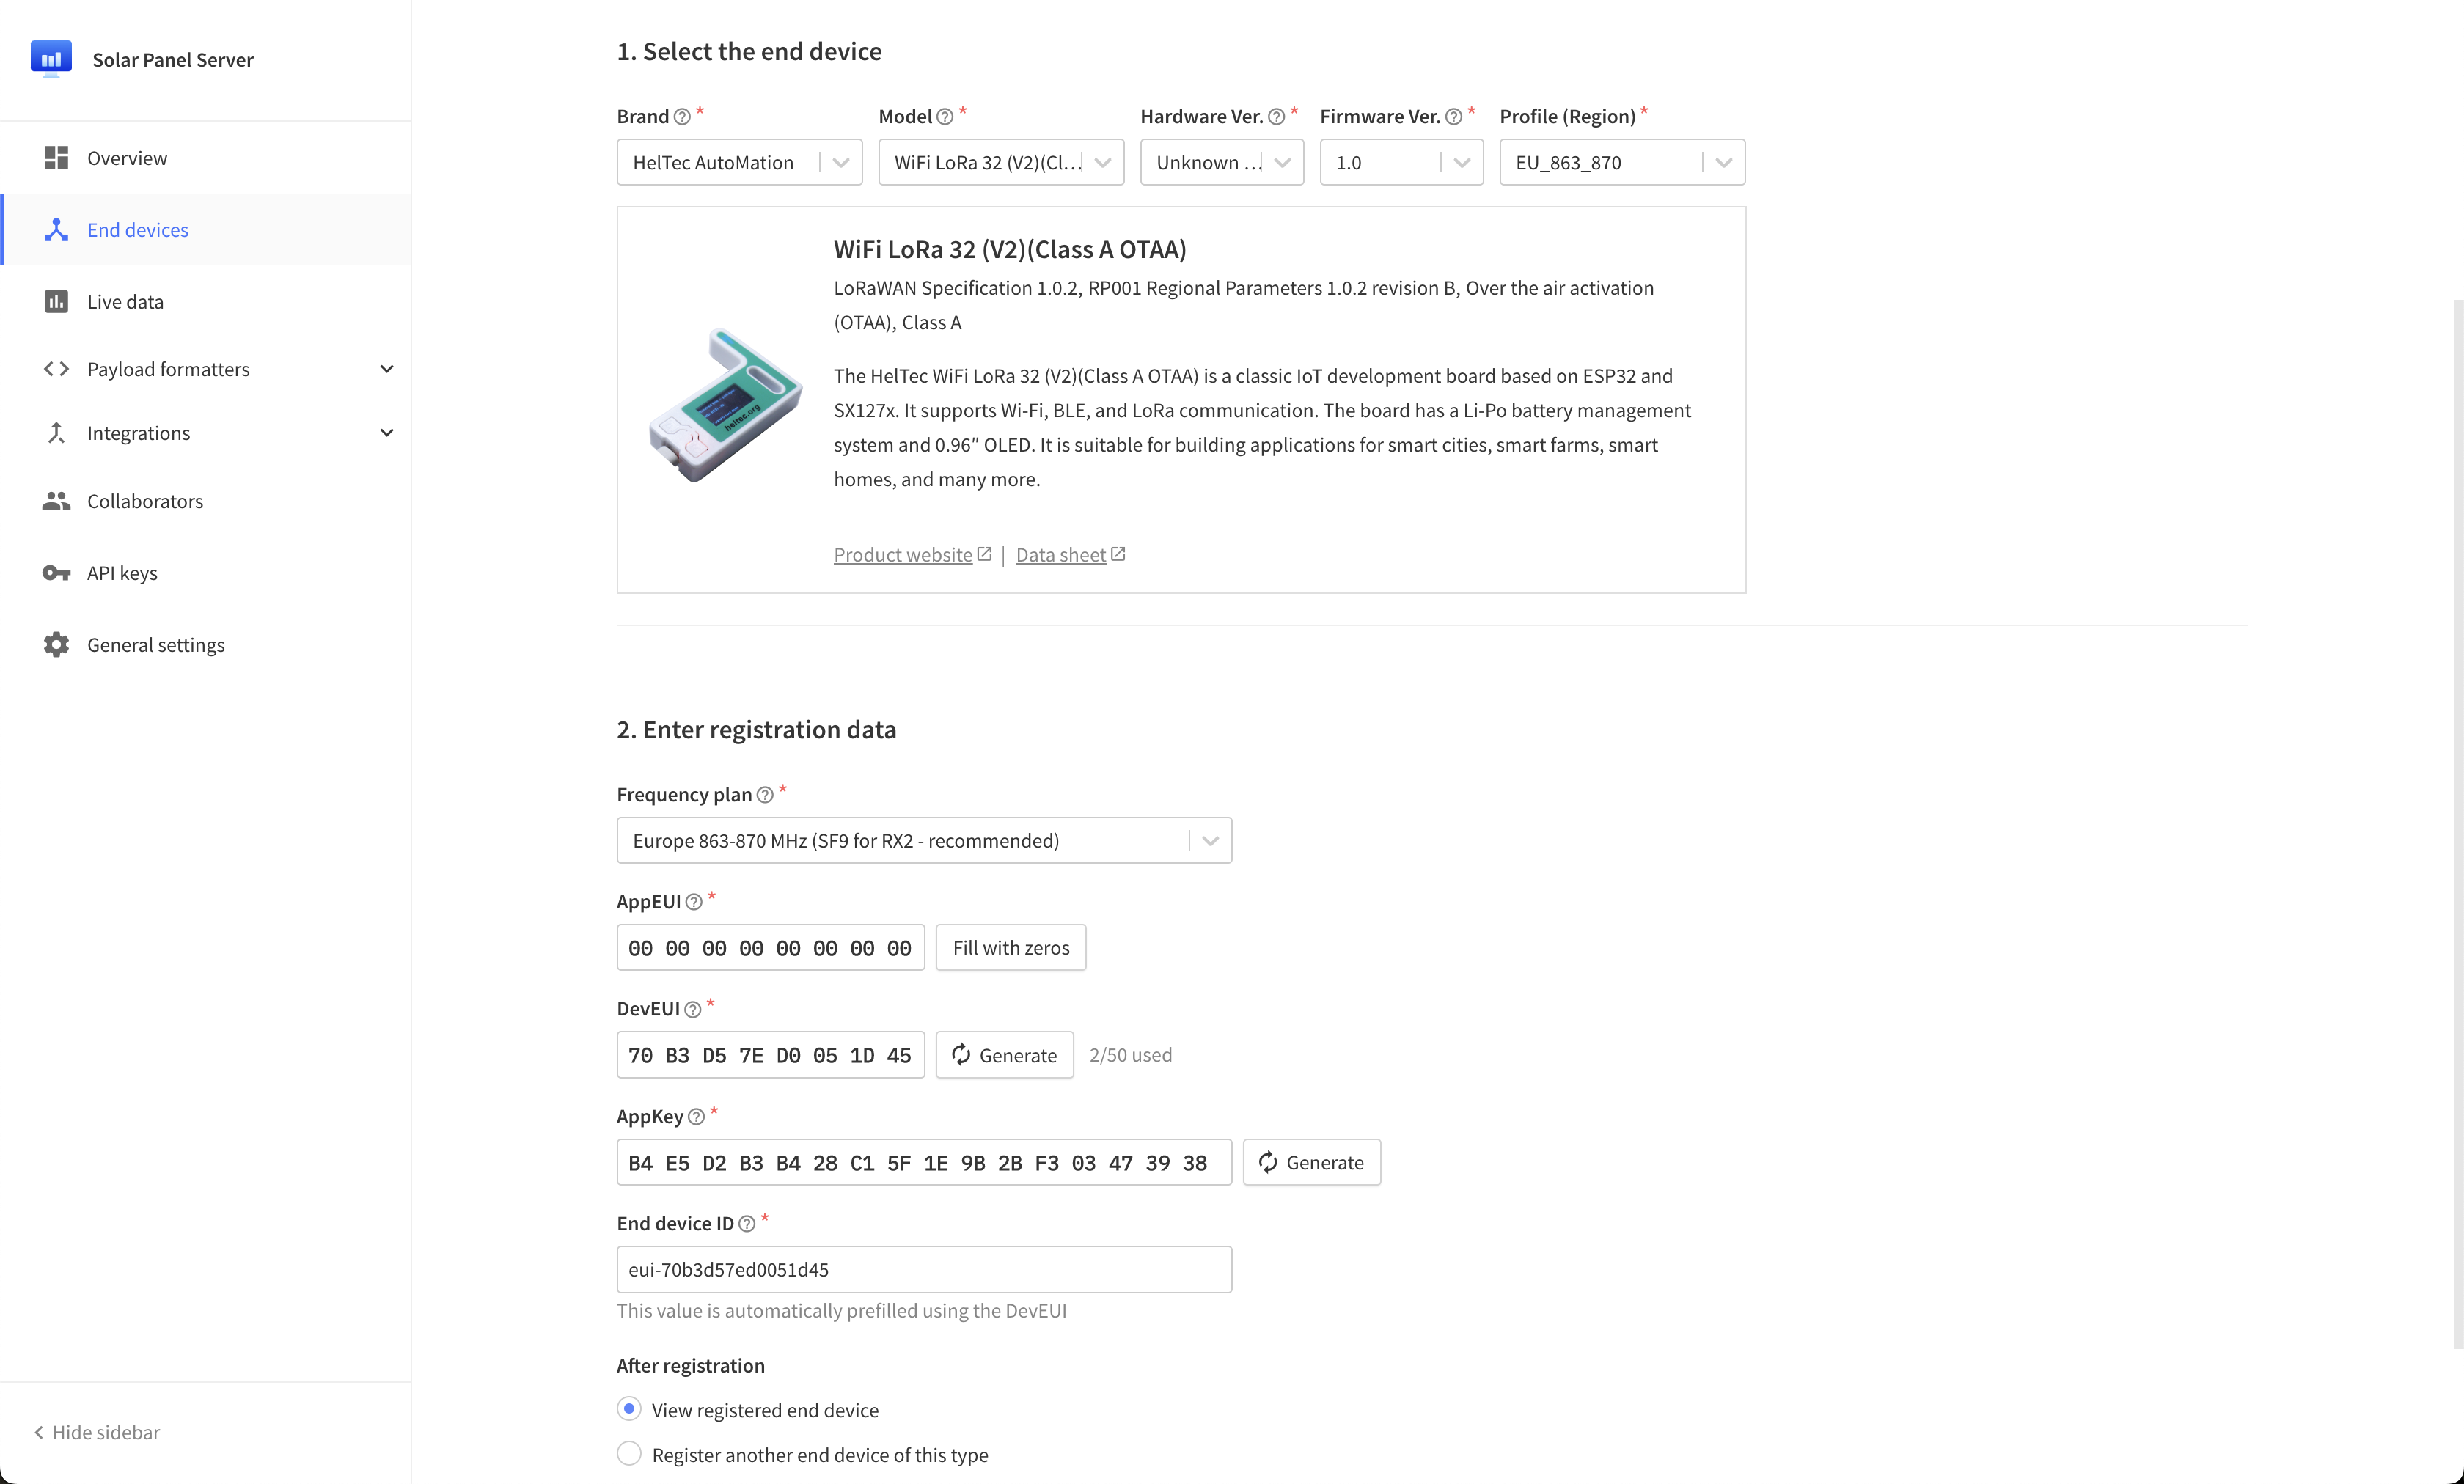 Solar Panel Server
Overview
End devices
Live data
Payload formatters
Integrations
Collaborators
API keys
General settings
Hide sidebar
1. Select the end device
Brand * Model * Hardware Ver. * Firmware Ver. * Profile (Region) *
HelTec AutoMation WiFi LoRa 32 (V2)(Cl... Unknown ... 1.0 EU_863_870
WiFi LoRa 32 (V2)(Class A OTAA)
LoRaWAN Specification 1.0.2, RP001 Regional Parameters 1.0.2 revision B, Over the air activation
(OTAA), Class A
The HelTec WiFi LoRa 32 (V2)(Class A OTAA) is a classic IoT development board based on ESP32 and
SX127x. It supports Wi-Fi, BLE, and LoRa communication. The board has a Li-Po battery management
system and 0.96″ OLED. It is suitable for building applications for smart cities, smart farms, smart
homes, and many more.
heltec.org
Product website | Data sheet
2. Enter registration data
Frequency plan *
Europe 863-870 MHz (SF9 for RX2 - recommended)
AppEUI *
00 00 00 00 00 00 00 00 Fill with zeros
DevEUI *
70 B3 D5 7E D0 05 1D 45 Generate 2/50 used
AppKey *
B4 E5 D2 B3 B4 28 C1 5F 1E 9B 2B F3 03 47 39 38 Generate
End device ID *
eui-70b3d57ed0051d45
This value is automatically prefilled using the DevEUI
After registration
View registered end device
Register another end device of this type